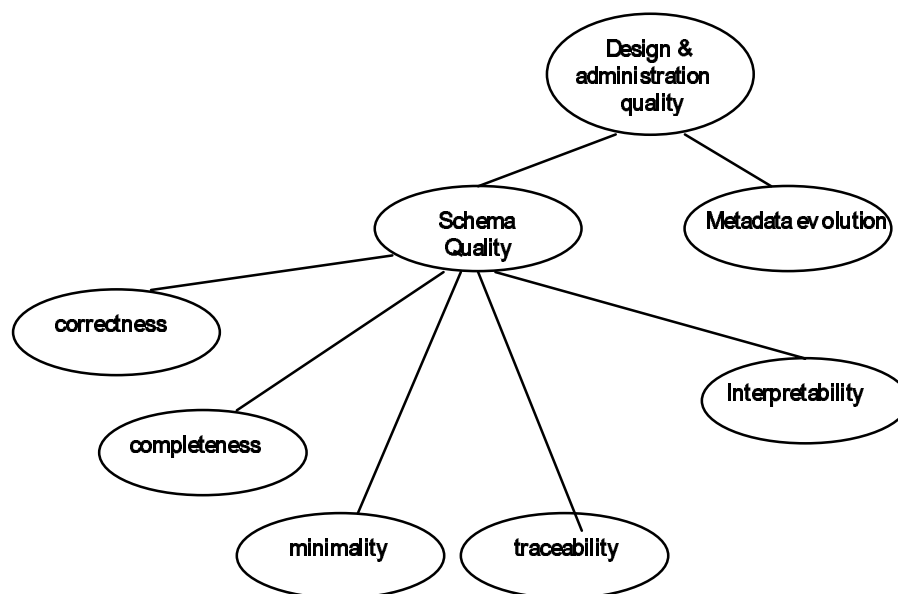 Design &
administration
quality
Schema
Quality
Metadata evolution
correctness
Interpretability
completeness
minimality
traceability